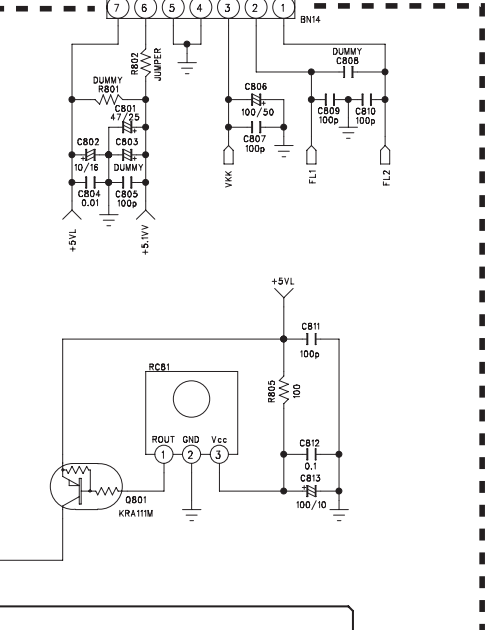 7 6 5 4 3 2 1
BN14
R802
JUMPER
DUMMY
R801
C801
47/25
C802
10/16
C803
DUMMY
C804
0.01
C805
100p
+5VL
+5.1VV
C806
100/50
C807
100p
VKK
DUMMY
C808
C809
100p
C810
100p
FL1
FL2
+5VL
C811
100p
RC81
R805
100
ROUT GND Vcc
1 2 3
C812
0.1
C813
100/10
Q801
KRA111M